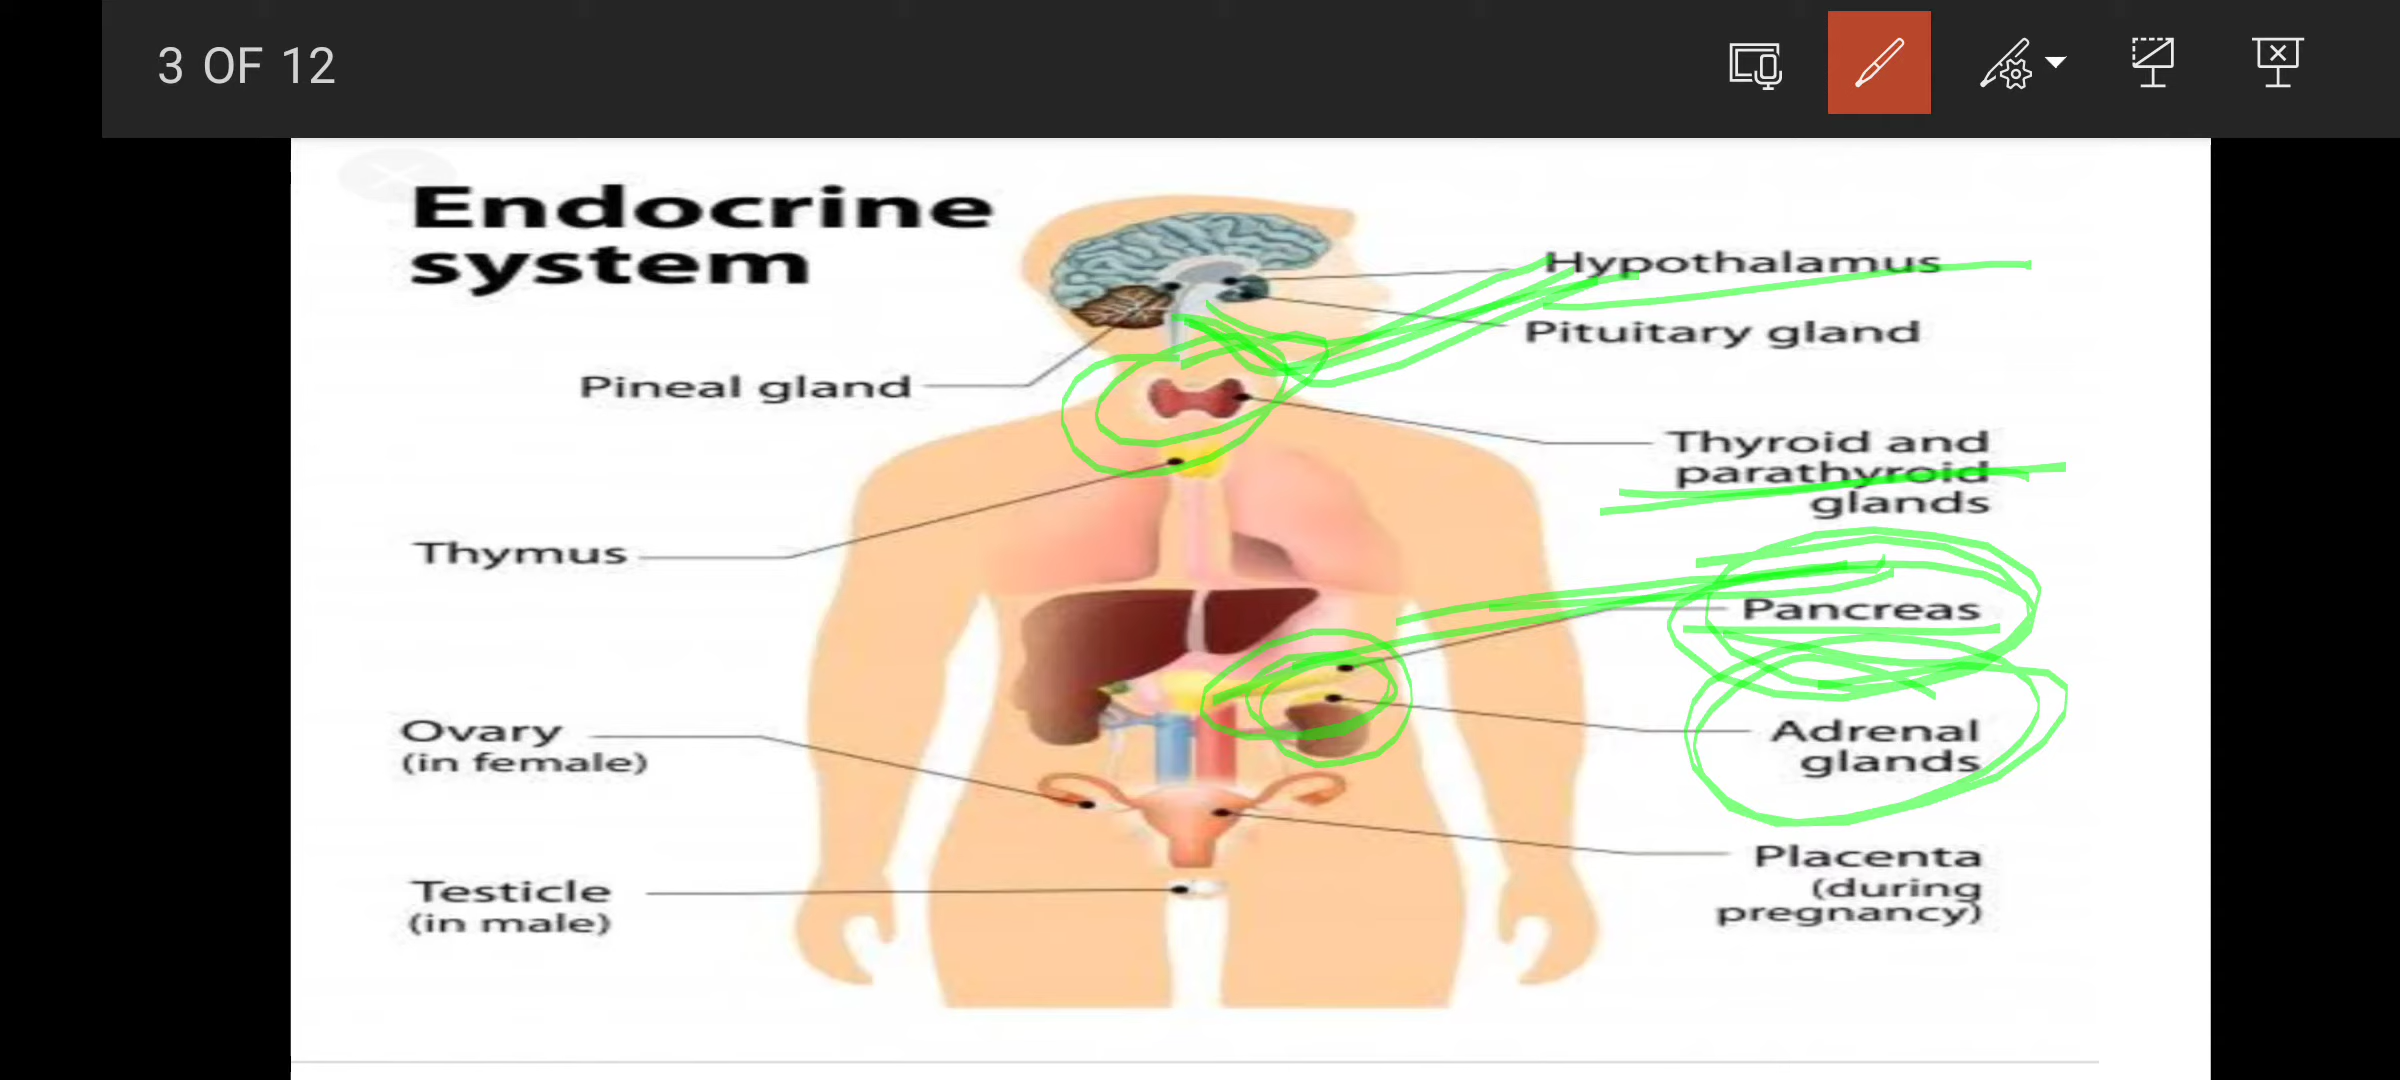 3 OF 12
Endocrine
system
Hypothalamus
Pituitary gland
Pineal gland
Thyroid and
parathyroid
glands
Thymus
Pancreas
Ovary
(in female)
Adrenal
glands
Placenta
(during
pregnancy)
Testicle
(in male)